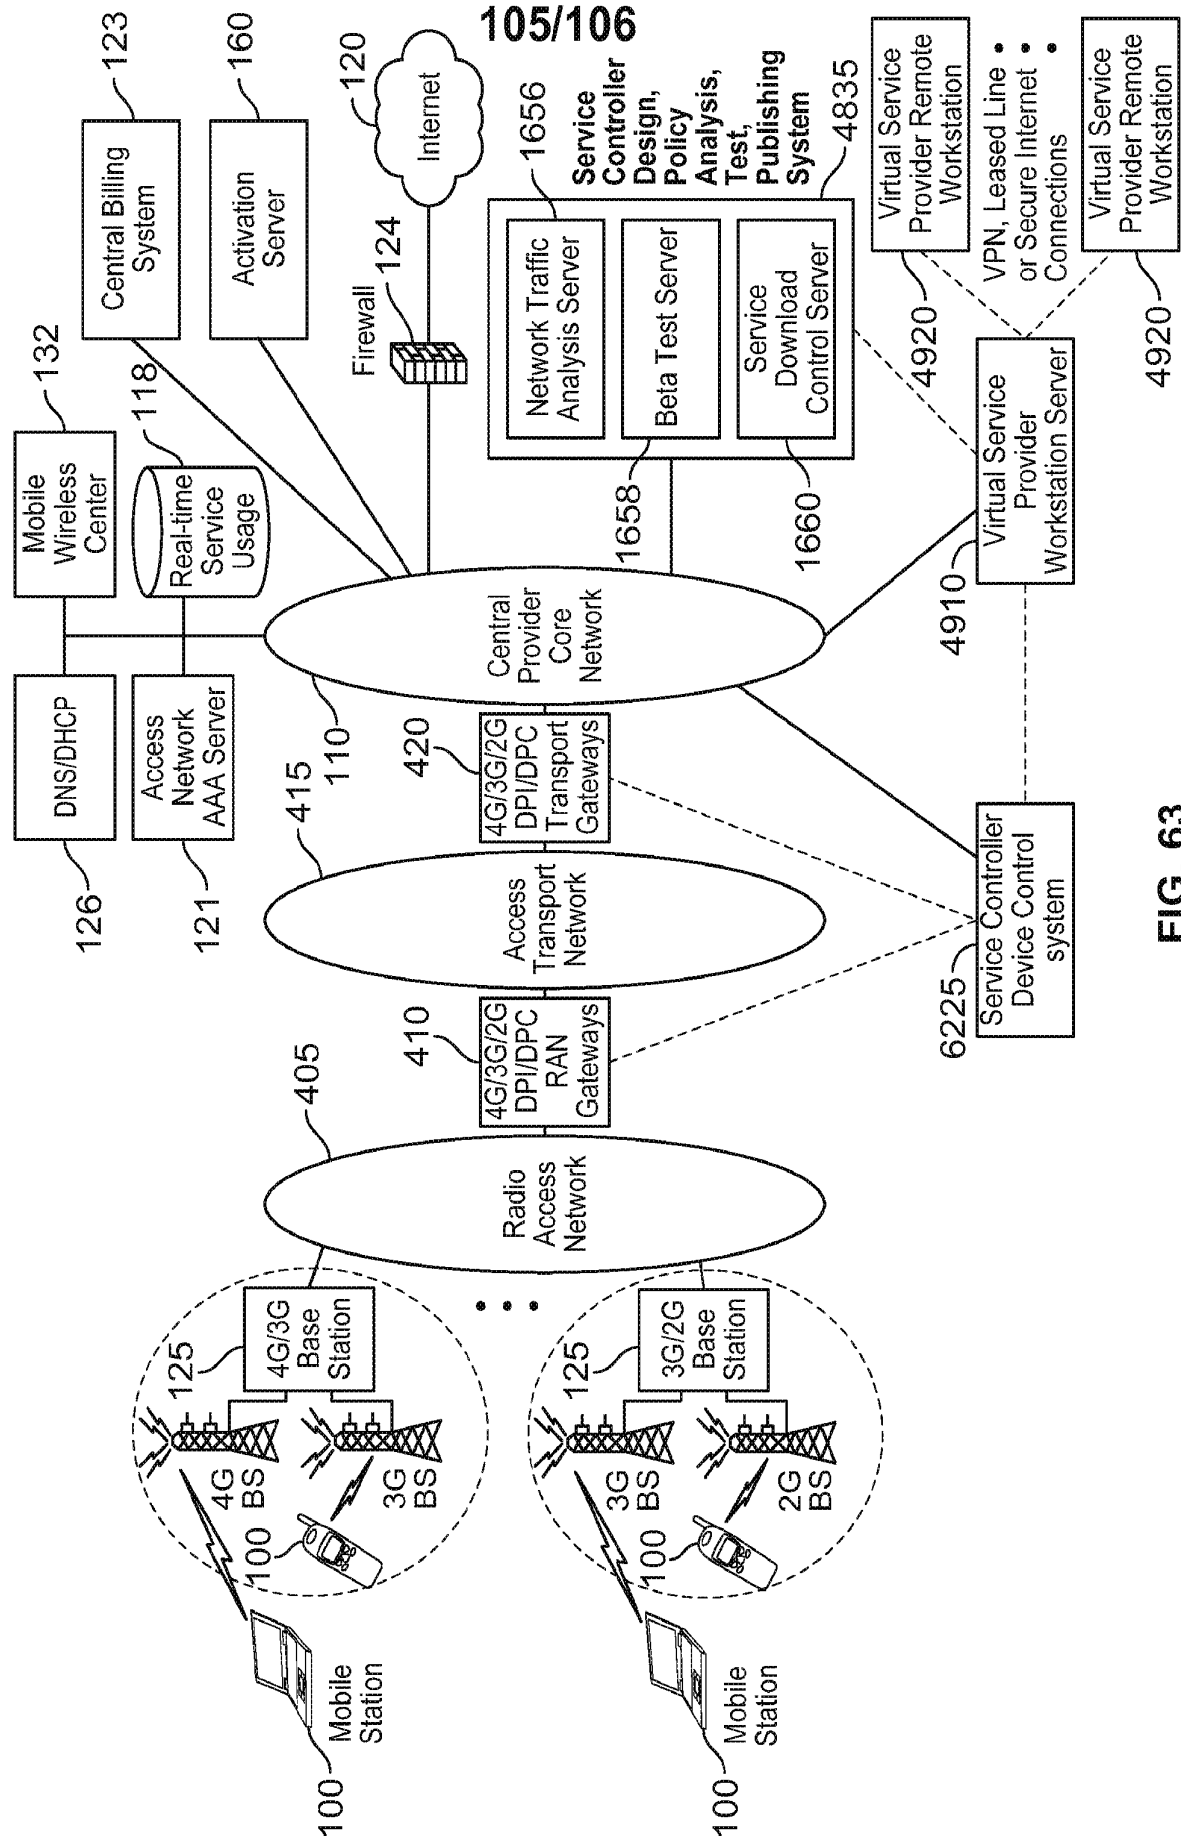 105/106
DNS/DHCP
126
Mobile
Wireless
Center
132
Access
Network
AAA Server
121
Real-time
Service
Usage
118
Central Billing
System
123
Activation
Server
160
Firewall
124
Internet
120
Mobile
Station
100
100
4G
BS
3G
BS
125
4G/3G
Base
Station
Mobile
Station
100
100
3G
BS
2G
BS
125
3G/2G
Base
Station
405
Radio
Access
Network
410
4G/3G/2G
DPI/DPC
RAN
Gateways
415
Access
Transport
Network
420
4G/3G/2G
DPI/DPC
Transport
Gateways
110
Central
Provider
Core
Network
Network Traffic
Analysis Server
1656
Beta Test Server
1658
Service
Download
Control Server
1660
Service
Controller
Design,
Policy
Analysis,
Test,
Publishing
System
4835
6225
Service Controller
Device Control
system
4910
Virtual Service
Provider
Workstation Server
4920
Virtual Service
Provider Remote
Workstation
VPN, Leased Line
or Secure Internet
Connections
4920
Virtual Service
Provider Remote
Workstation
FIG. 63